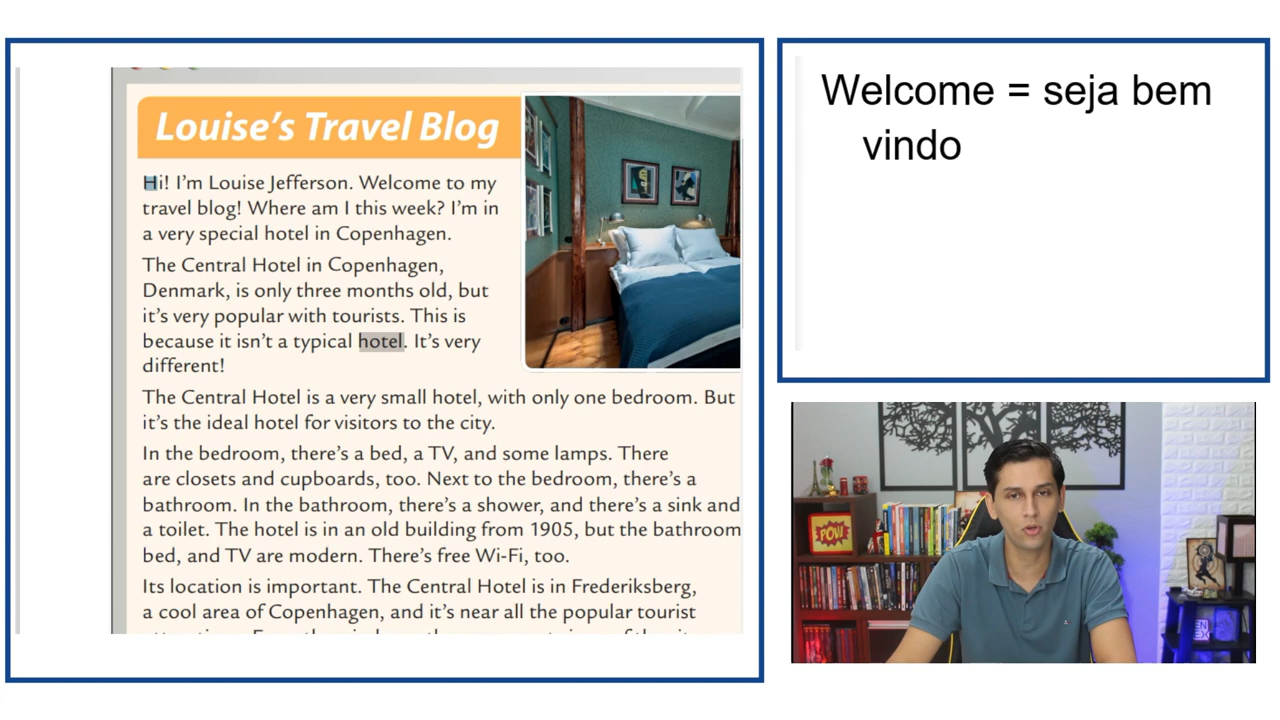 Louise's Travel Blog
Hi! I'm Louise Jefferson. Welcome to my
travel blog! Where am I this week? I'm in
a very special hotel in Copenhagen.
The Central Hotel in Copenhagen,
Denmark, is only three months old, but
it's very popular with tourists. This is
because it isn't a typical hotel. It's very
different!
The Central Hotel is a very small hotel, with only one bedroom. But
it's the ideal hotel for visitors to the city.
In the bedroom, there's a bed, a TV, and some lamps. There
are closets and cupboards, too. Next to the bedroom, there's a
bathroom. In the bathroom, there's a shower, and there's a sink and
a toilet. The hotel is in an old building from 1905, but the bathroom
bed, and TV are modern. There's free Wi-Fi, too.
Its location is important. The Central Hotel is in Frederiksberg,
a cool area of Copenhagen, and it's near all the popular tourist
Welcome = seja bem
vindo
POW!